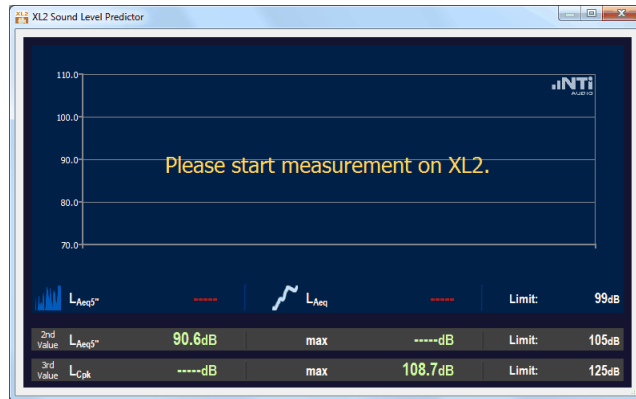 XL2 Sound Level Predictor
NTi
AUDIO
110.0
100.0
90.0
Please start measurement on XL2.
80.0
70.0
LAeq5" ----- LAeq ----- Limit: 99dB
2nd Value LAeq5" 90.6dB max -----dB Limit: 105dB
3rd Value LCpk -----dB max 108.7dB Limit: 125dB